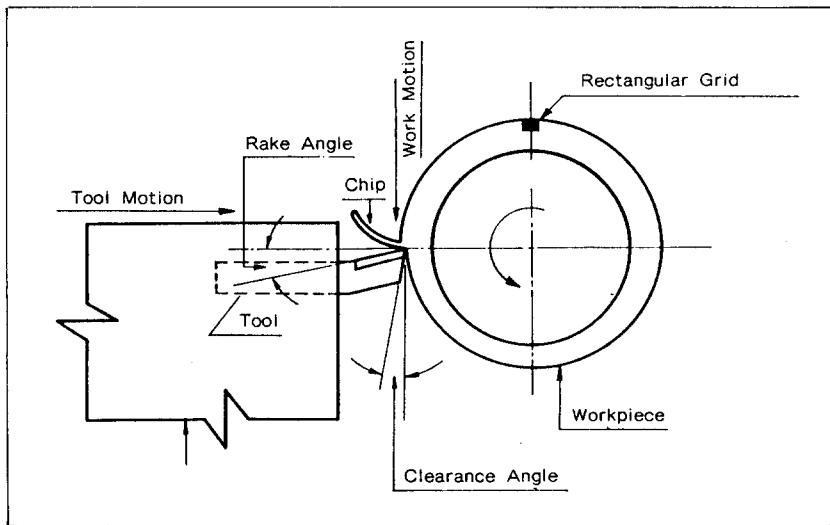 Rectangular Grid
Work Motion
Rake Angle
Chip
Tool Motion
Tool
Workpiece
Clearance Angle